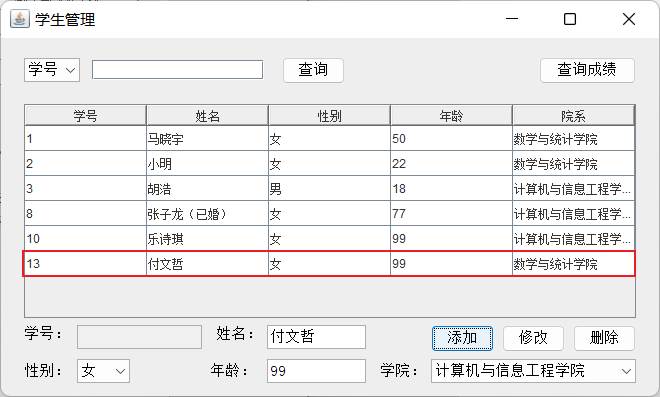 学生管理
学号 查询 查询成绩
学号 姓名 性别 年龄 院系
1 马晓宇 女 50 数学与统计学院
2 小明 女 22 数学与统计学院
3 胡浩 男 18 计算机与信息工程学...
8 张子龙（已婚） 女 77 数学与统计学院
10 乐诗琪 女 99 计算机与信息工程学...
13 付文哲 女 99 数学与统计学院
学号： 姓名： 付文哲 添加 修改 删除
性别： 女 年龄： 99 学院： 计算机与信息工程学院